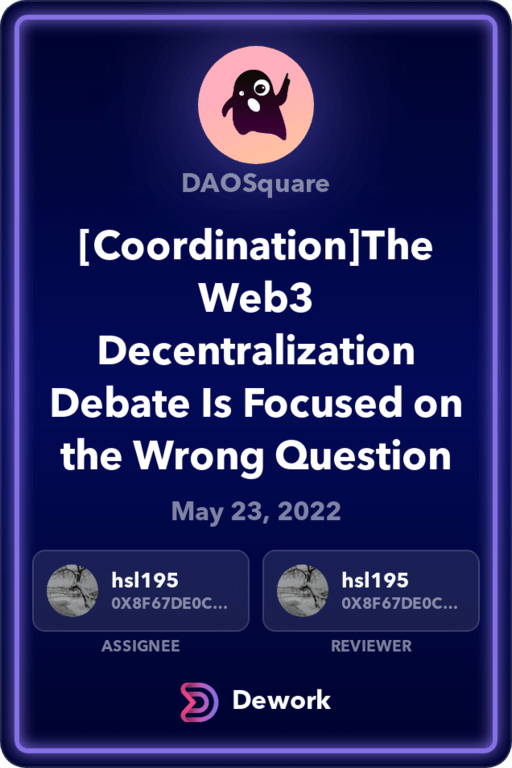 DAOSquare
[Coordination]The
Web3
Decentralization
Debate Is Focused on
the Wrong Question
May 23, 2022
hsl195
0X8F67DE0C...
ASSIGNEE
hsl195
0X8F67DE0C...
REVIEWER
Dework